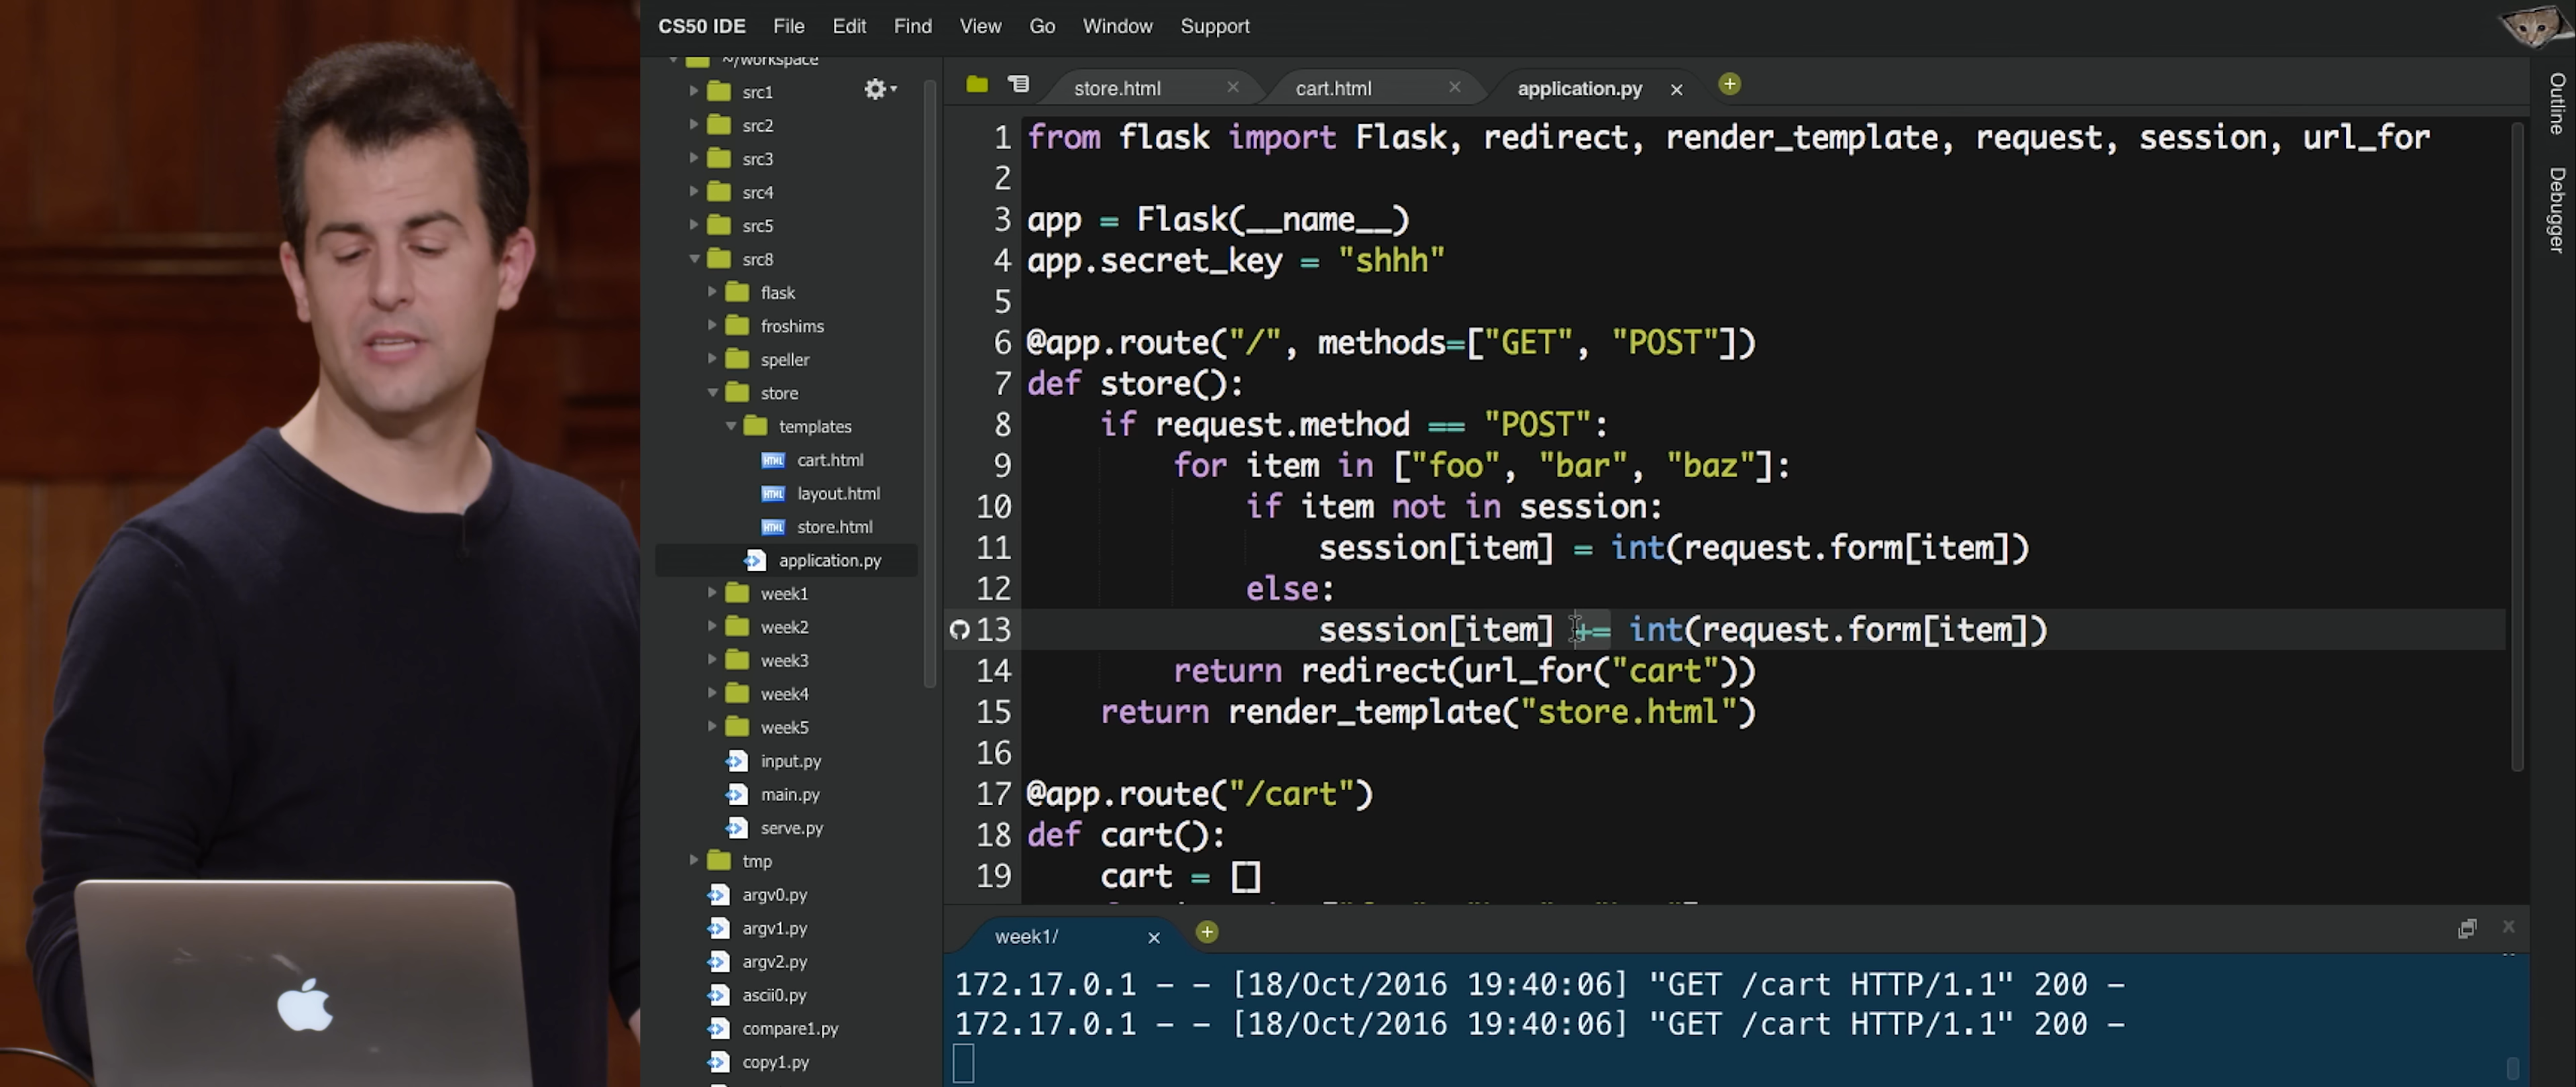 CS50 IDE File Edit Find View Go Window Support
~/workspace
src1
src2
src3
src4
src5
src8
flask
froshims
speller
store
templates
cart.html
layout.html
store.html
application.py
week1
week2
week3
week4
week5
input.py
main.py
serve.py
tmp
argv0.py
argv1.py
argv2.py
ascii0.py
compare1.py
copy1.py
store.html cart.html application.py
1 from flask import Flask, redirect, render_template, request, session, url_for
2
3 app = Flask(__name__)
4 app.secret_key = "shhh"
5
6 @app.route("/", methods=["GET", "POST"])
7 def store():
8 if request.method == "POST":
9 for item in ["foo", "bar", "baz"]:
10 if item not in session:
11 session[item] = int(request.form[item])
12 else:
13 session[item] += int(request.form[item])
14 return redirect(url_for("cart"))
15 return render_template("store.html")
16
17 @app.route("/cart")
18 def cart():
19 cart = []
week1/
172.17.0.1 - - [18/Oct/2016 19:40:06] "GET /cart HTTP/1.1" 200 -
172.17.0.1 - - [18/Oct/2016 19:40:06] "GET /cart HTTP/1.1" 200 -
Outline
Debugger